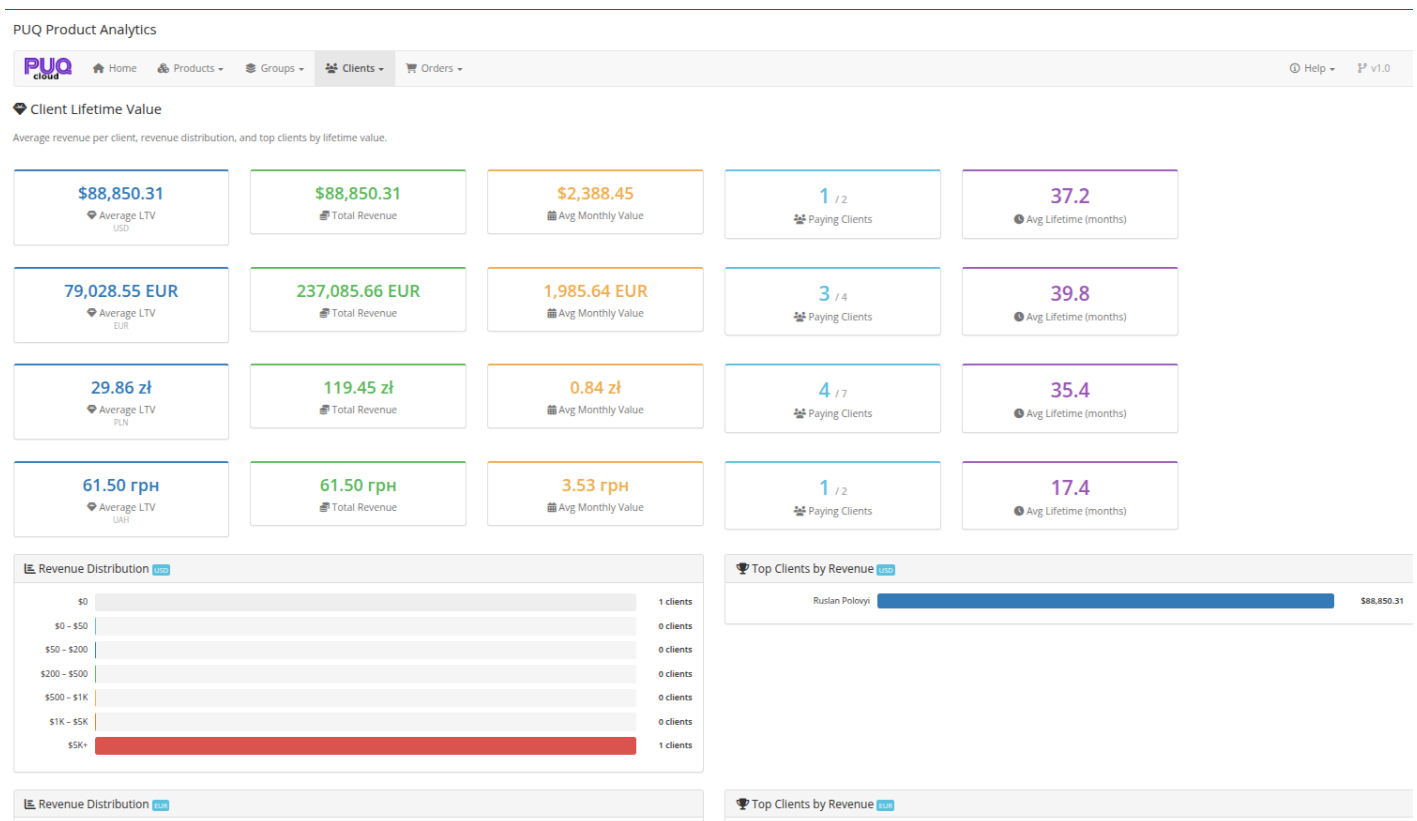 PUQ Product Analytics
PUQ cloud Home Products Groups Clients Orders Help v1.0
Client Lifetime Value
Average revenue per client, revenue distribution, and top clients by lifetime value.
$88,850.31 $88,850.31 $2,388.45 1 / 2 37.2
Average LTV Total Revenue Avg Monthly Value Paying Clients Avg Lifetime (months)
USD
79,028.55 EUR 237,085.66 EUR 1,985.64 EUR 3 / 4 39.8
Average LTV Total Revenue Avg Monthly Value Paying Clients Avg Lifetime (months)
EUR
29.86 zł 119.45 zł 0.84 zł 4 / 7 35.4
Average LTV Total Revenue Avg Monthly Value Paying Clients Avg Lifetime (months)
PLN
61.50 грн 61.50 грн 3.53 грн 1 / 2 17.4
Average LTV Total Revenue Avg Monthly Value Paying Clients Avg Lifetime (months)
UAH
Revenue Distribution USD
$0 1 clients
$0 – $50 0 clients
$50 – $200 0 clients
$200 – $500 0 clients
$500 – $1K 0 clients
$1K – $5K 0 clients
$5K+ 1 clients
Top Clients by Revenue USD
Ruslan Polovyi $88,850.31
Revenue Distribution EUR
Top Clients by Revenue EUR